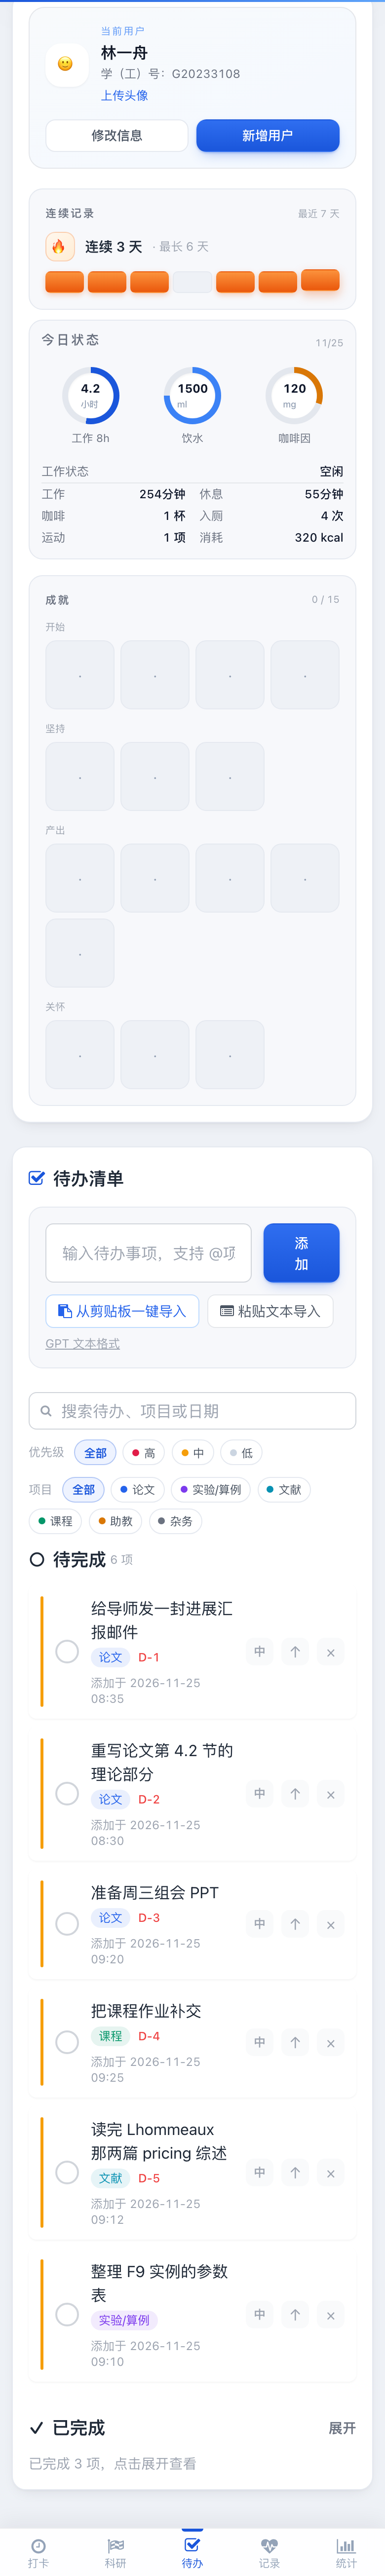 当前用户
林一舟
学（工）号：G20233108
上传头像
修改信息
新增用户
连续记录
最近 7 天
连续 3 天 · 最长 6 天
今日状态
11/25
4.2
小时
1500
ml
120
mg
工作 8h
饮水
咖啡因
工作状态 空闲
工作 254分钟 休息 55分钟
咖啡 1 杯 入厕 4 次
运动 1 项 消耗 320 kcal
成就
0 / 15
开始
坚持
产出
关怀
待办清单
输入待办事项，支持 @项
添
加
从剪贴板一键导入
粘贴文本导入
GPT 文本格式
搜索待办、项目或日期
优先级 全部 高 中 低
项目 全部 论文 实验/算例 文献
课程 助教 杂务
待完成 6 项
给导师发一封进展汇
报邮件
论文 D-1
添加于 2026-11-25
08:35
中 ↑ ×
重写论文第 4.2 节的
理论部分
论文 D-2
添加于 2026-11-25
08:30
中 ↑ ×
准备周三组会 PPT
论文 D-3
添加于 2026-11-25
09:20
中 ↑ ×
把课程作业补交
课程 D-4
添加于 2026-11-25
09:25
中 ↑ ×
读完 Lhommeaux
那两篇 pricing 综述
文献 D-5
添加于 2026-11-25
09:12
中 ↑ ×
整理 F9 实例的参数
表
实验/算例
添加于 2026-11-25
09:10
中 ↑ ×
已完成
展开
已完成 3 项，点击展开查看
打卡 科研 待办 记录 统计